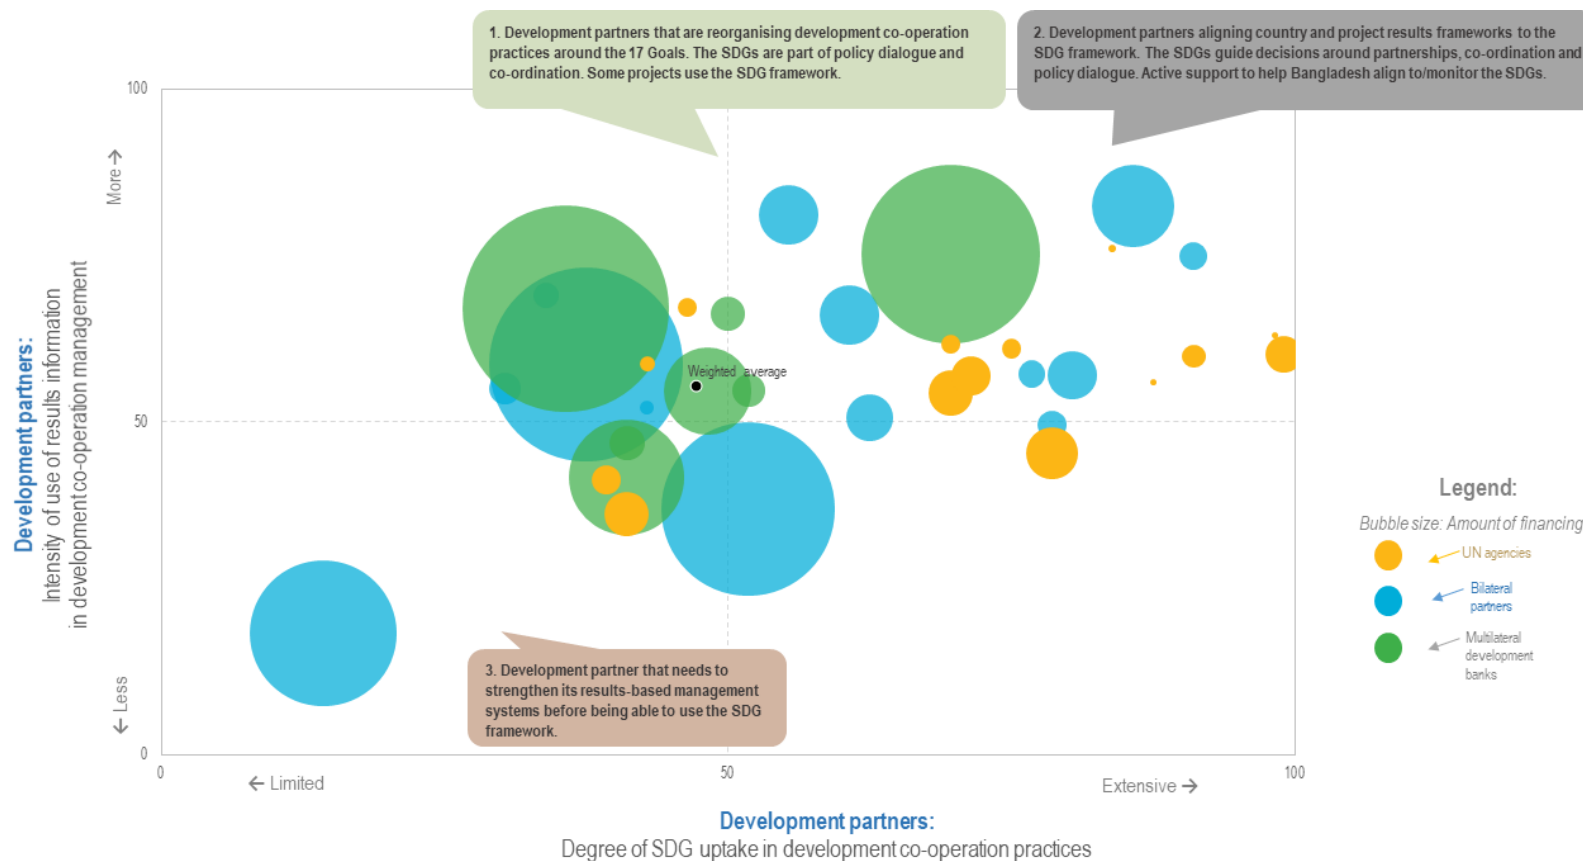 1. Development partners that are reorganising development co-operation
practices around the 17 Goals. The SDGs are part of policy dialogue and
co-ordination. Some projects use the SDG framework.
2. Development partners aligning country and project results frameworks to the
SDG framework. The SDGs guide decisions around partnerships, co-ordination and
policy dialogue. Active support to help Bangladesh align to/monitor the SDGs.
100
More →
Development partners:
Intensity of use of results information
in development co-operation management
Weighted average
50
Legend:
Bubble size: Amount of financing
UN agencies
Bilateral
partners
Multilateral
development
banks
3. Development partner that needs to
strengthen its results-based management
systems before being able to use the SDG
framework.
← Less
0
0
50
100
← Limited
Extensive →
Development partners:
Degree of SDG uptake in development co-operation practices